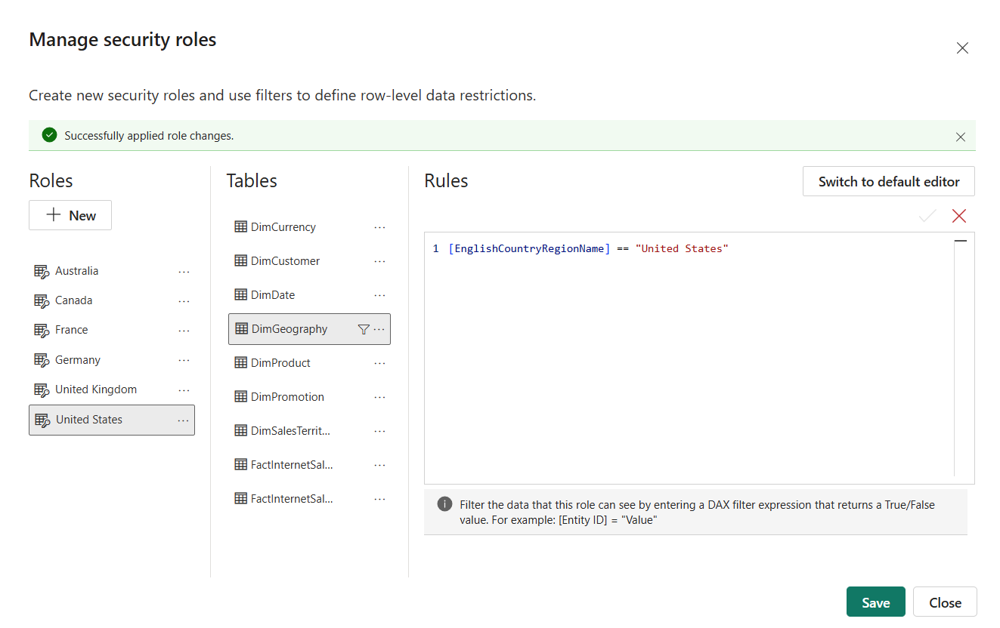 Manage security roles
Create new security roles and use filters to define row-level data restrictions.
Successfully applied role changes.
Roles
New
Australia
Canada
France
Germany
United Kingdom
United States
Tables
DimCurrency
DimCustomer
DimDate
DimGeography
DimProduct
DimPromotion
DimSalesTerrit...
FactInternetSal...
FactInternetSal...
Rules
Switch to default editor
1 [EnglishCountryRegionName] == "United States"
Filter the data that this role can see by entering a DAX filter expression that returns a True/False
value. For example: [Entity ID] = "Value"
Save
Close